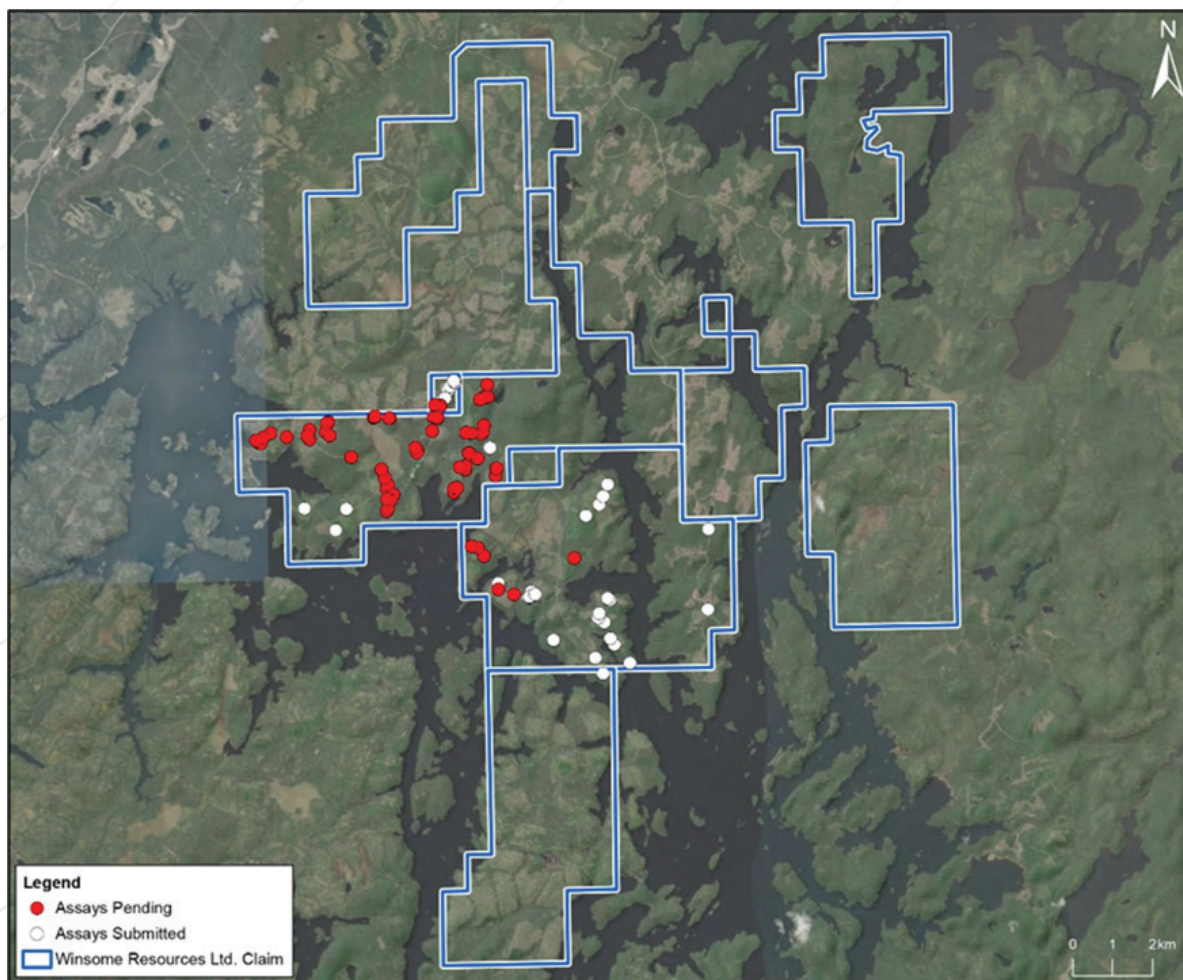 N
Legend
Assays Pending
Assays Submitted
Winsome Resources Ltd. Claim
0 1 2km